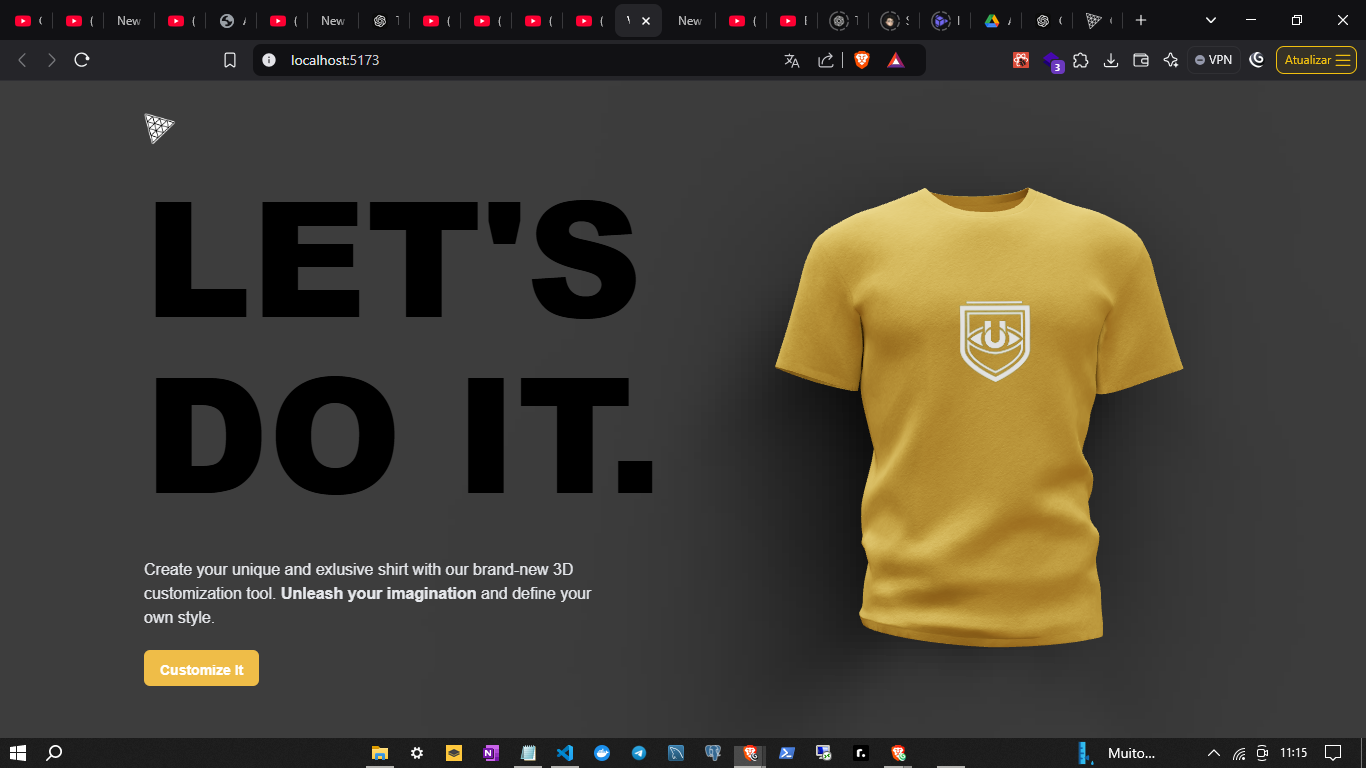 New
New
New
localhost:5173
3
VPN
Atualizar
LET'S
DO IT.
U
Create your unique and exlusive shirt with our brand-new 3D
customization tool. Unleash your imagination and define your
own style.
Customize It
Muito...
11:15